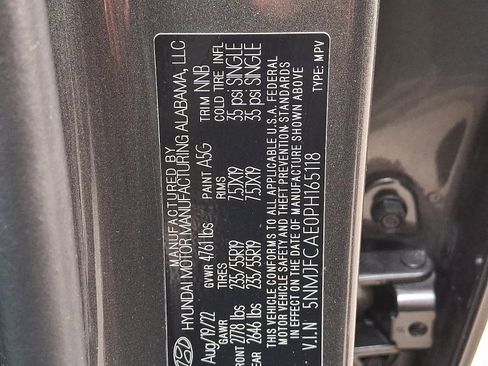 MANUFACTURED BY
HYUNDAI MOTOR MANUFACTURING ALABAMA, LLC
Aug/19/22 GVWR 4761lbs PAINT A5G TRIM NNB
GAWR TIRES RIMS COLD TIRE INFL
FRONT 2778 lbs 235/55R19 7.5JX19 35 psi SINGLE
REAR 2646 lbs 235/55R19 7.5JX19 35 psi SINGLE
THIS VEHICLE CONFORMS TO ALL APPLICABLE U.S.A. FEDERAL
MOTOR VEHICLE SAFETY AND THEFT PREVENTION STANDARDS
IN EFFECT ON THE DATE OF MANUFACTURE SHOWN ABOVE
V.I.N 5NMJFCAE0PH165118 TYPE: MPV